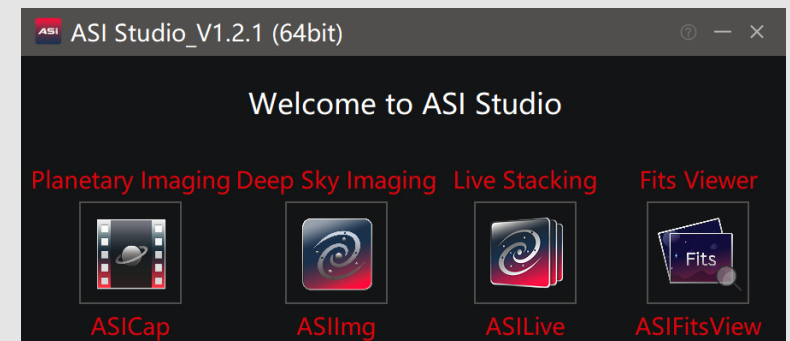 ASI ASI Studio_V1.2.1 (64bit)
Welcome to ASI Studio
Planetary Imaging Deep Sky Imaging Live Stacking Fits Viewer
Fits
ASICap ASIImg ASILive ASIFitsView